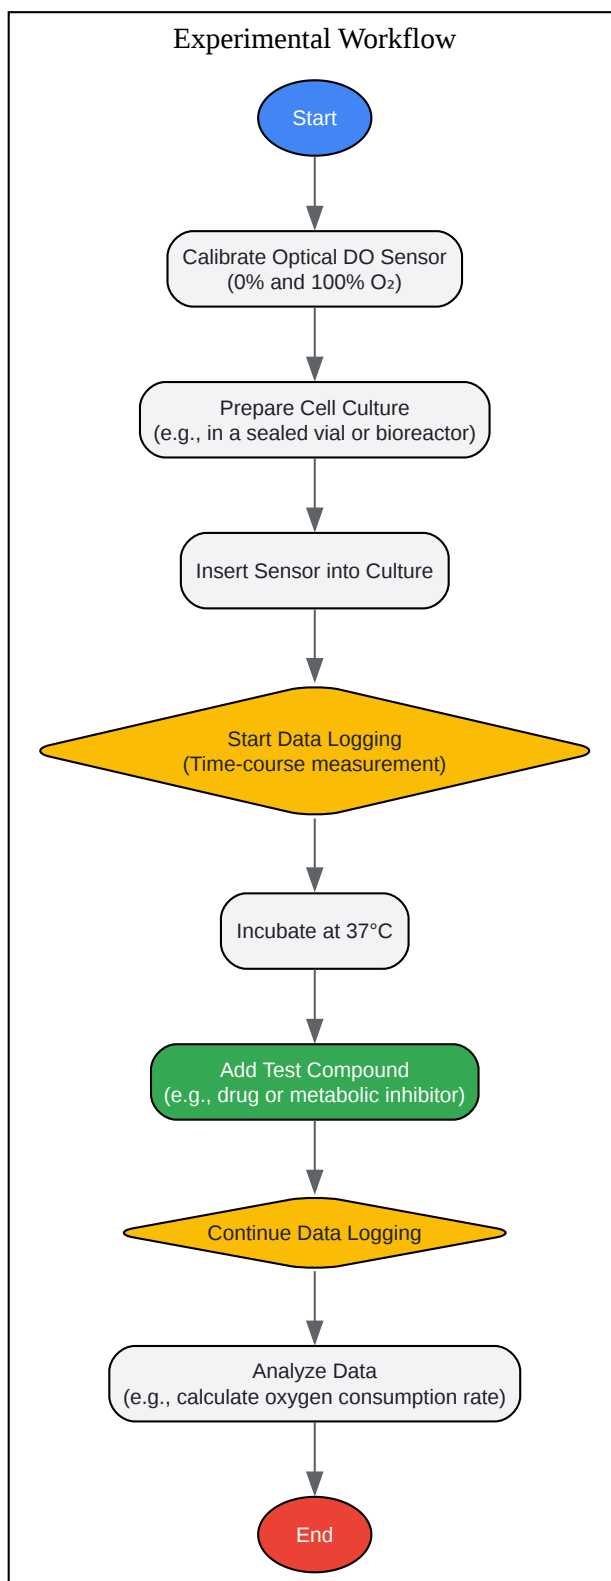 Experimental Workflow
Start
Calibrate Optical DO Sensor
(0% and 100% O₂)
Prepare Cell Culture
(e.g., in a sealed vial or bioreactor)
Insert Sensor into Culture
Start Data Logging
(Time-course measurement)
Incubate at 37°C
Add Test Compound
(e.g., drug or metabolic inhibitor)
Continue Data Logging
Analyze Data
(e.g., calculate oxygen consumption rate)
End